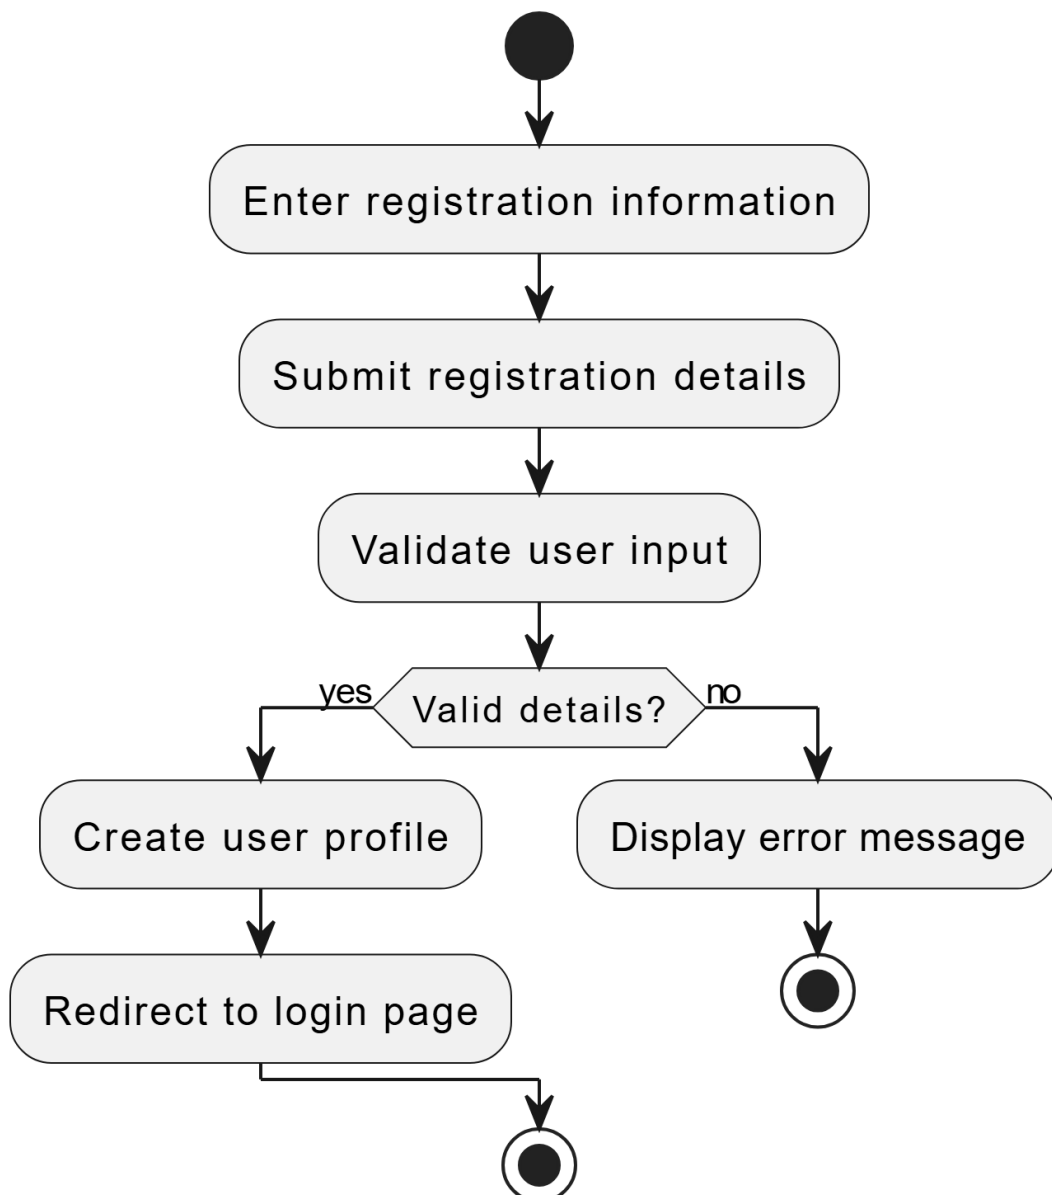 Enter registration information
Submit registration details
Validate user input
yes
Valid details?
no
Create user profile
Display error message
Redirect to login page